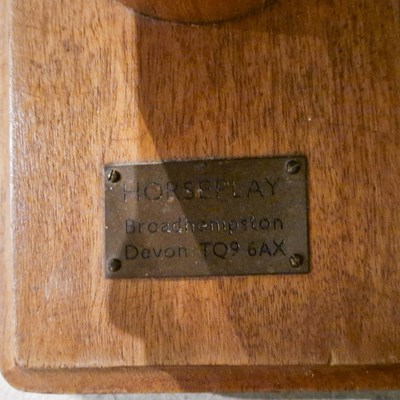 HORSEPLAY
Broadhempston
Devon TQ9 6AX